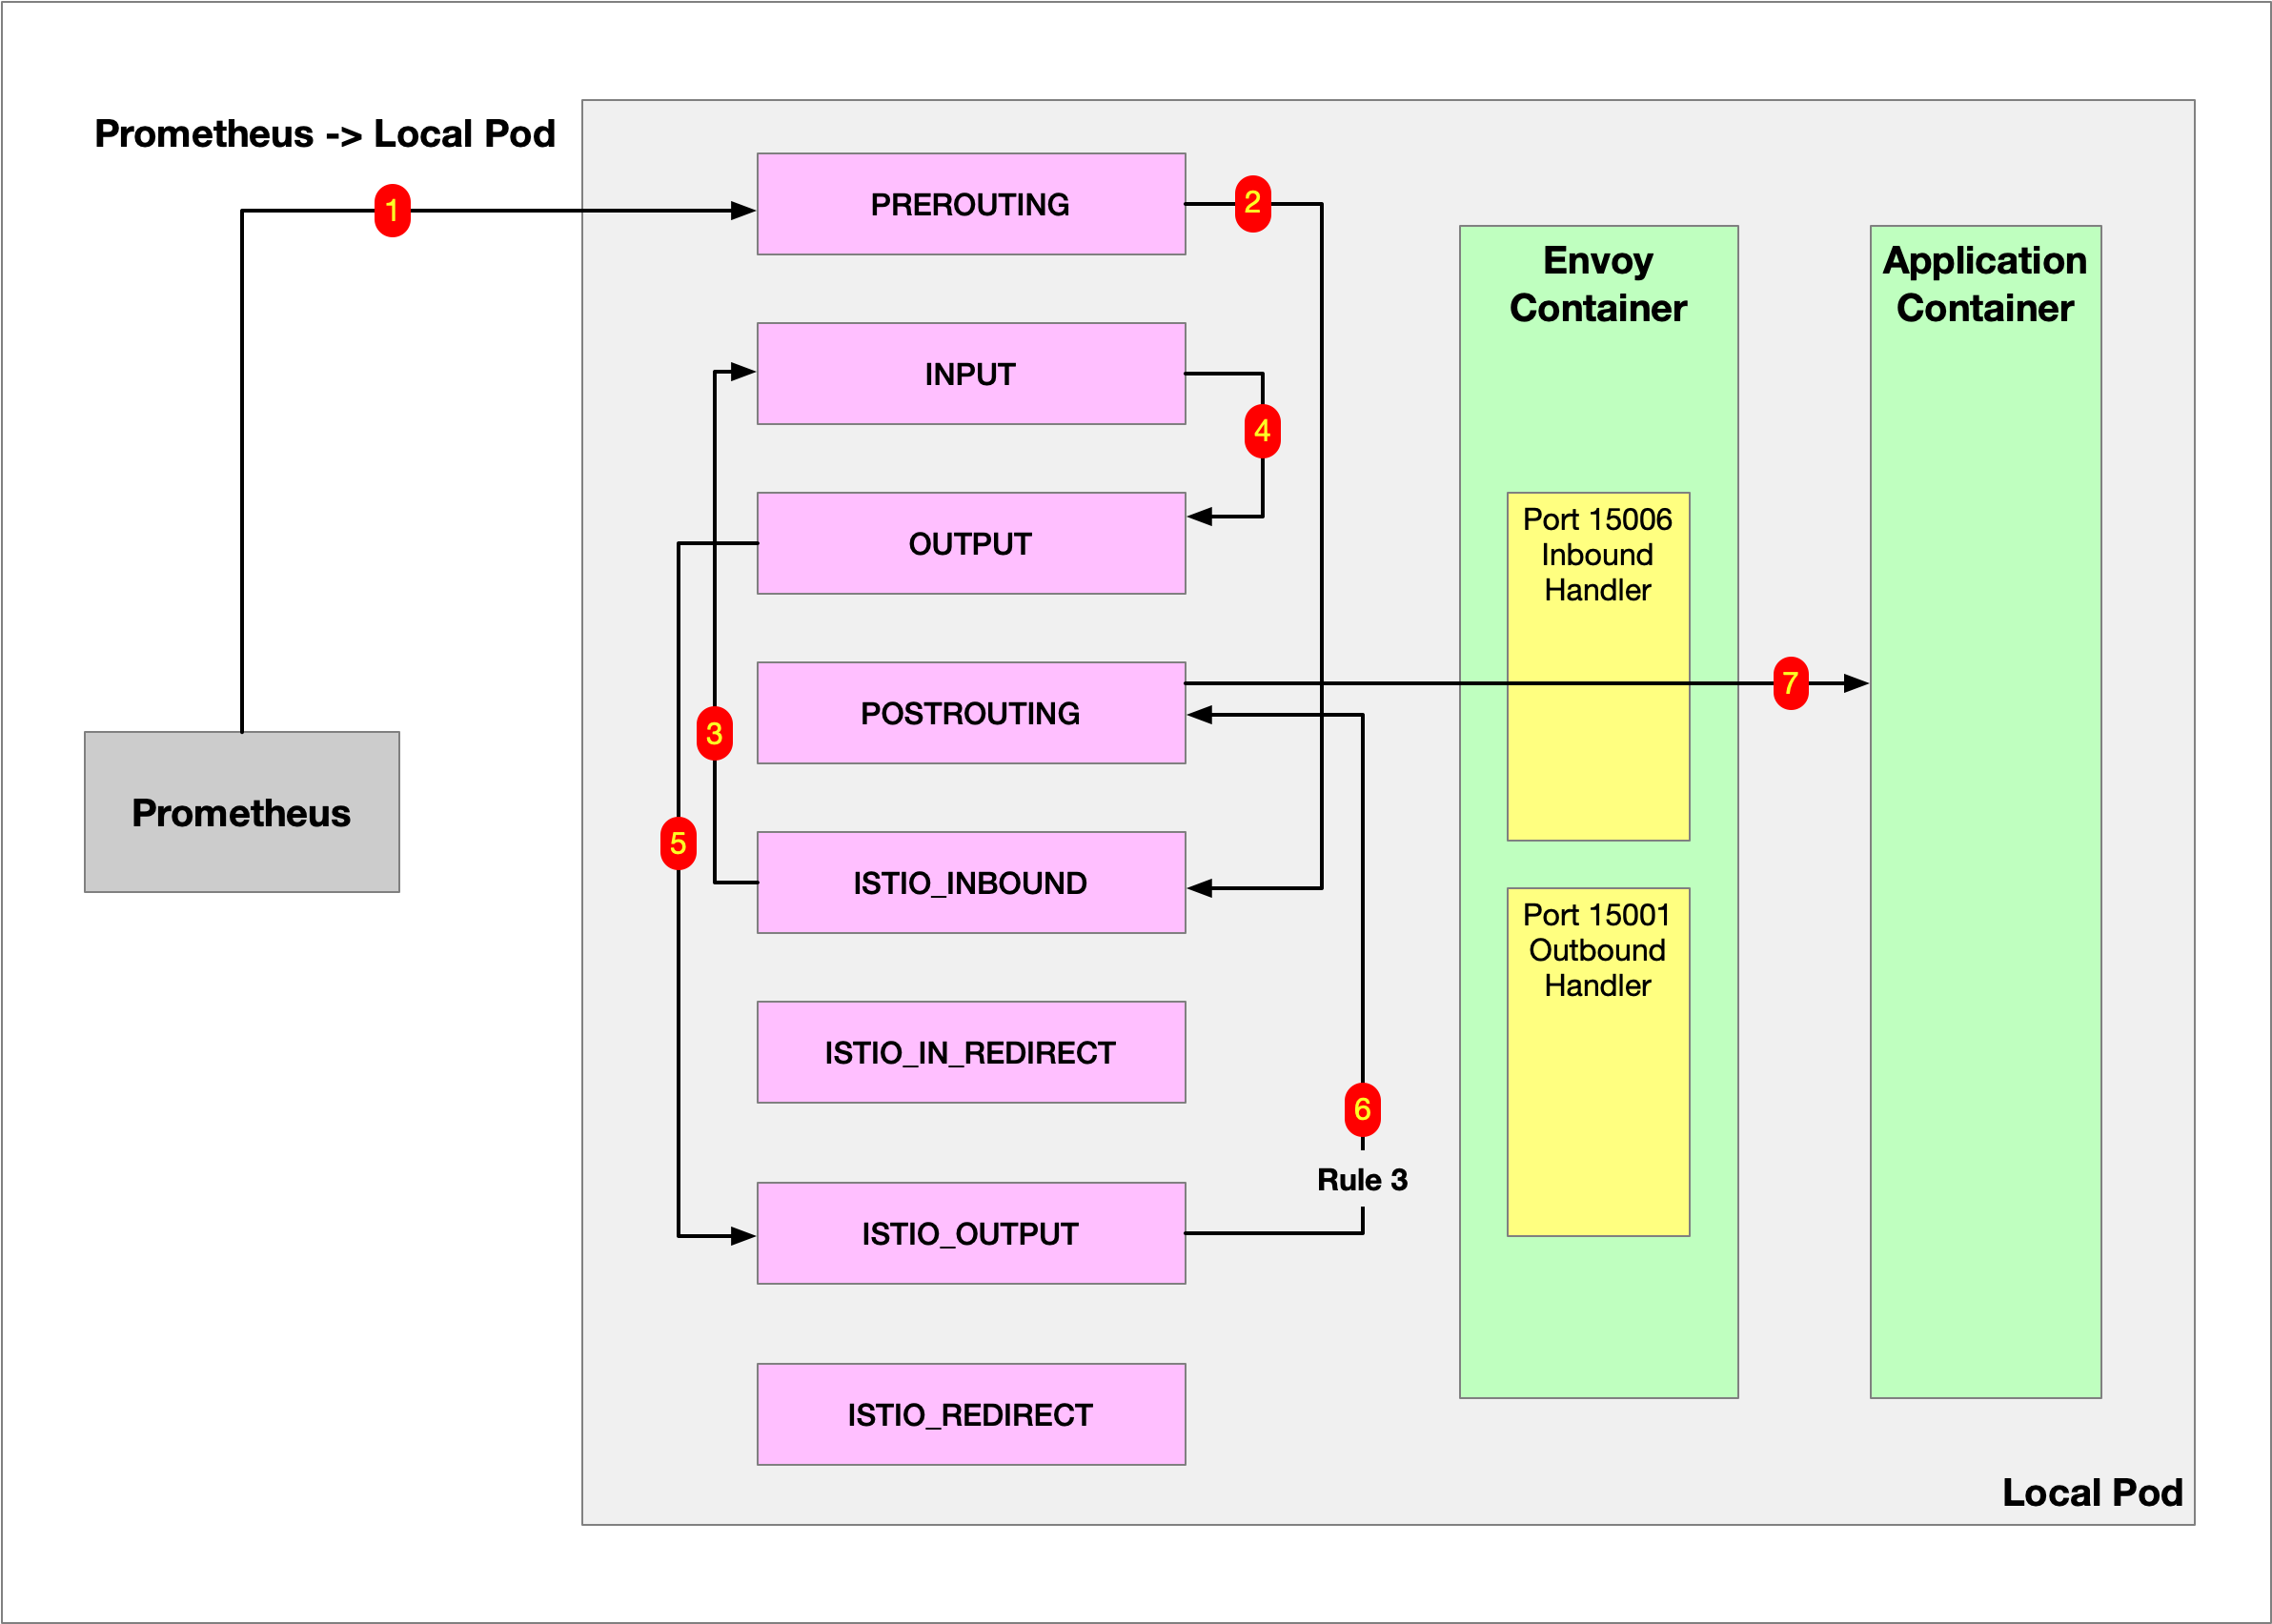 Prometheus -> Local Pod
1
PREROUTING
2
Envoy
Container
Application
Container
INPUT
4
OUTPUT
Port 15006
Inbound
Handler
POSTROUTING
7
3
Prometheus
5
ISTIO_INBOUND
Port 15001
Outbound
Handler
ISTIO_IN_REDIRECT
6
Rule 3
ISTIO_OUTPUT
ISTIO_REDIRECT
Local Pod